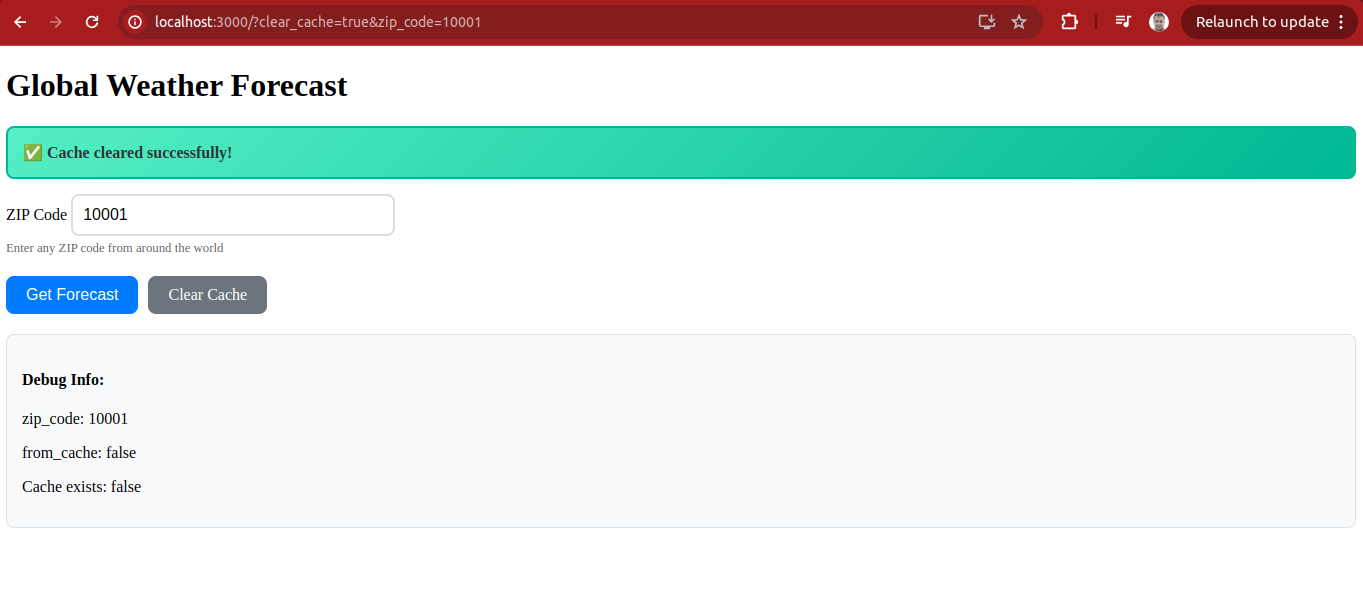 localhost:3000/?clear_cache=true&zip_code=10001
Relaunch to update
Global Weather Forecast
✅ Cache cleared successfully!
ZIP Code 10001
Enter any ZIP code from around the world
Get Forecast Clear Cache
Debug Info:
zip_code: 10001
from_cache: false
Cache exists: false